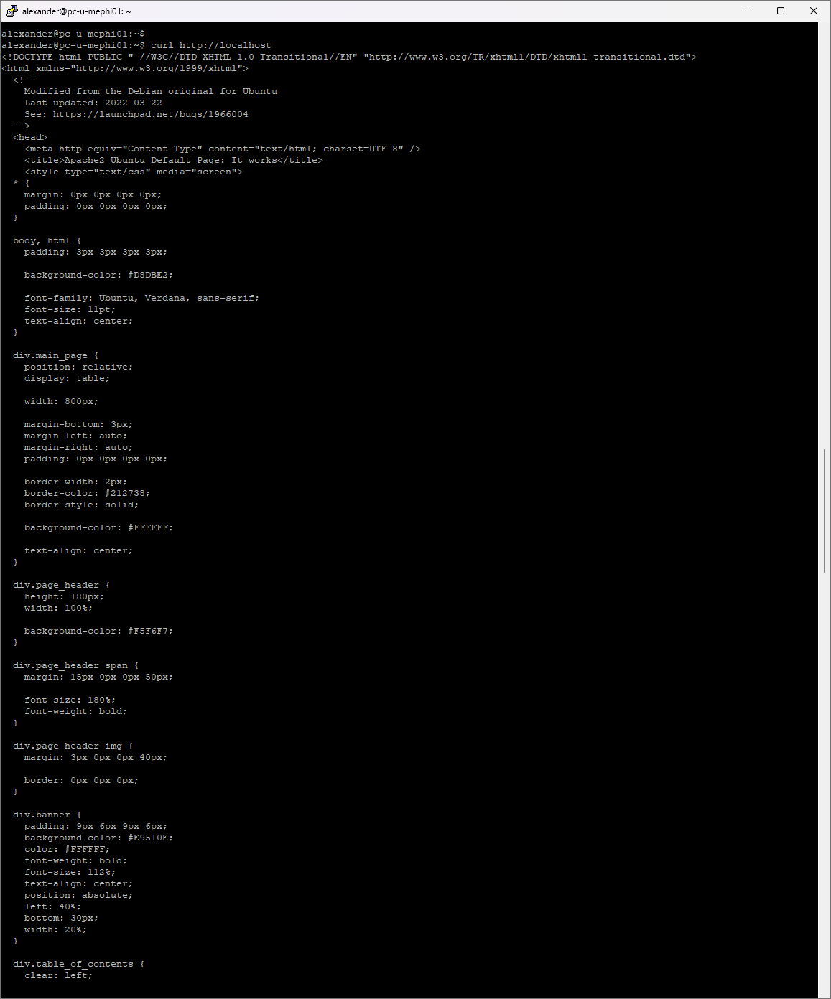 alexander@pc-u-mephi01: ~
alexander@pc-u-mephi01:~$
alexander@pc-u-mephi01:~$ curl http://localhost
<!DOCTYPE html PUBLIC "-//W3C//DTD XHTML 1.0 Transitional//EN" "http://www.w3.org/TR/xhtml1/DTD/xhtml1-transitional.dtd">
<html xmlns="http://www.w3.org/1999/xhtml">
  <!--
    Modified from the Debian original for Ubuntu
    Last updated: 2022-03-22
    See: https://launchpad.net/bugs/1966004
  -->
  <head>
    <meta http-equiv="Content-Type" content="text/html; charset=UTF-8" />
    <title>Apache2 Ubuntu Default Page: It works</title>
    <style type="text/css" media="screen">
  * {
    margin: 0px 0px 0px 0px;
    padding: 0px 0px 0px 0px;
  }

  body, html {
    padding: 3px 3px 3px 3px;

    background-color: #D8DBE2;

    font-family: Ubuntu, Verdana, sans-serif;
    font-size: 11pt;
    text-align: center;
  }

  div.main_page {
    position: relative;
    display: table;

    width: 800px;

    margin-bottom: 3px;
    margin-left: auto;
    margin-right: auto;
    padding: 0px 0px 0px 0px;

    border-width: 2px;
    border-color: #212738;
    border-style: solid;

    background-color: #FFFFFF;

    text-align: center;
  }

  div.page_header {
    height: 180px;
    width: 100%;

    background-color: #F5F6F7;
  }

  div.page_header span {
    margin: 15px 0px 0px 50px;

    font-size: 180%;
    font-weight: bold;
  }

  div.page_header img {
    margin: 3px 0px 0px 40px;

    border: 0px 0px 0px;
  }

  div.banner {
    padding: 9px 6px 9px 6px;
    background-color: #E9510E;
    color: #FFFFFF;
    font-weight: bold;
    font-size: 112%;
    text-align: center;
    position: absolute;
    left: 40%;
    bottom: 30px;
    width: 20%;
  }

  div.table_of_contents {
    clear: left;